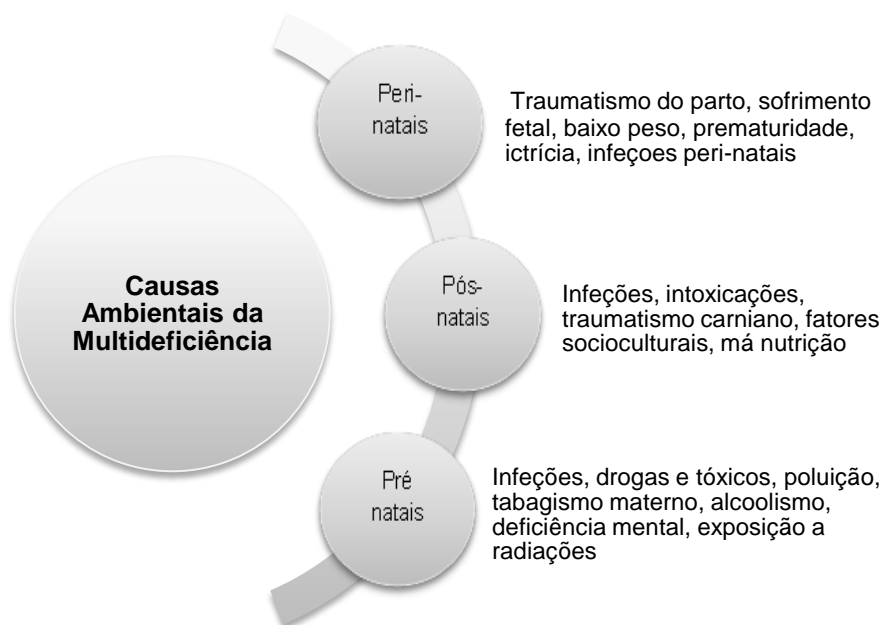 Peri-
natais
Traumatismo do parto, sofrimento
fetal, baixo peso, prematuridade,
ictrícia, infeçoes peri-natais
Causas
Ambientais da
Multideficiência
Pós-
natais
Infeções, intoxicações,
traumatismo carniano, fatores
socioculturais, má nutrição
Pré
natais
Infeções, drogas e tóxicos, poluição,
tabagismo materno, alcoolismo,
deficiência mental, exposição a
radiações